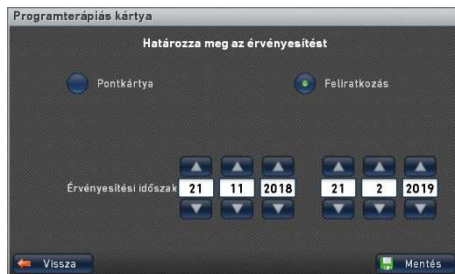 Programterápiás kártya
Határozza meg az érvényesítést
Pontkártya Feliratkozás
Érvényesítési időszak 21 11 2018 21 2 2019
Vissza Mentés